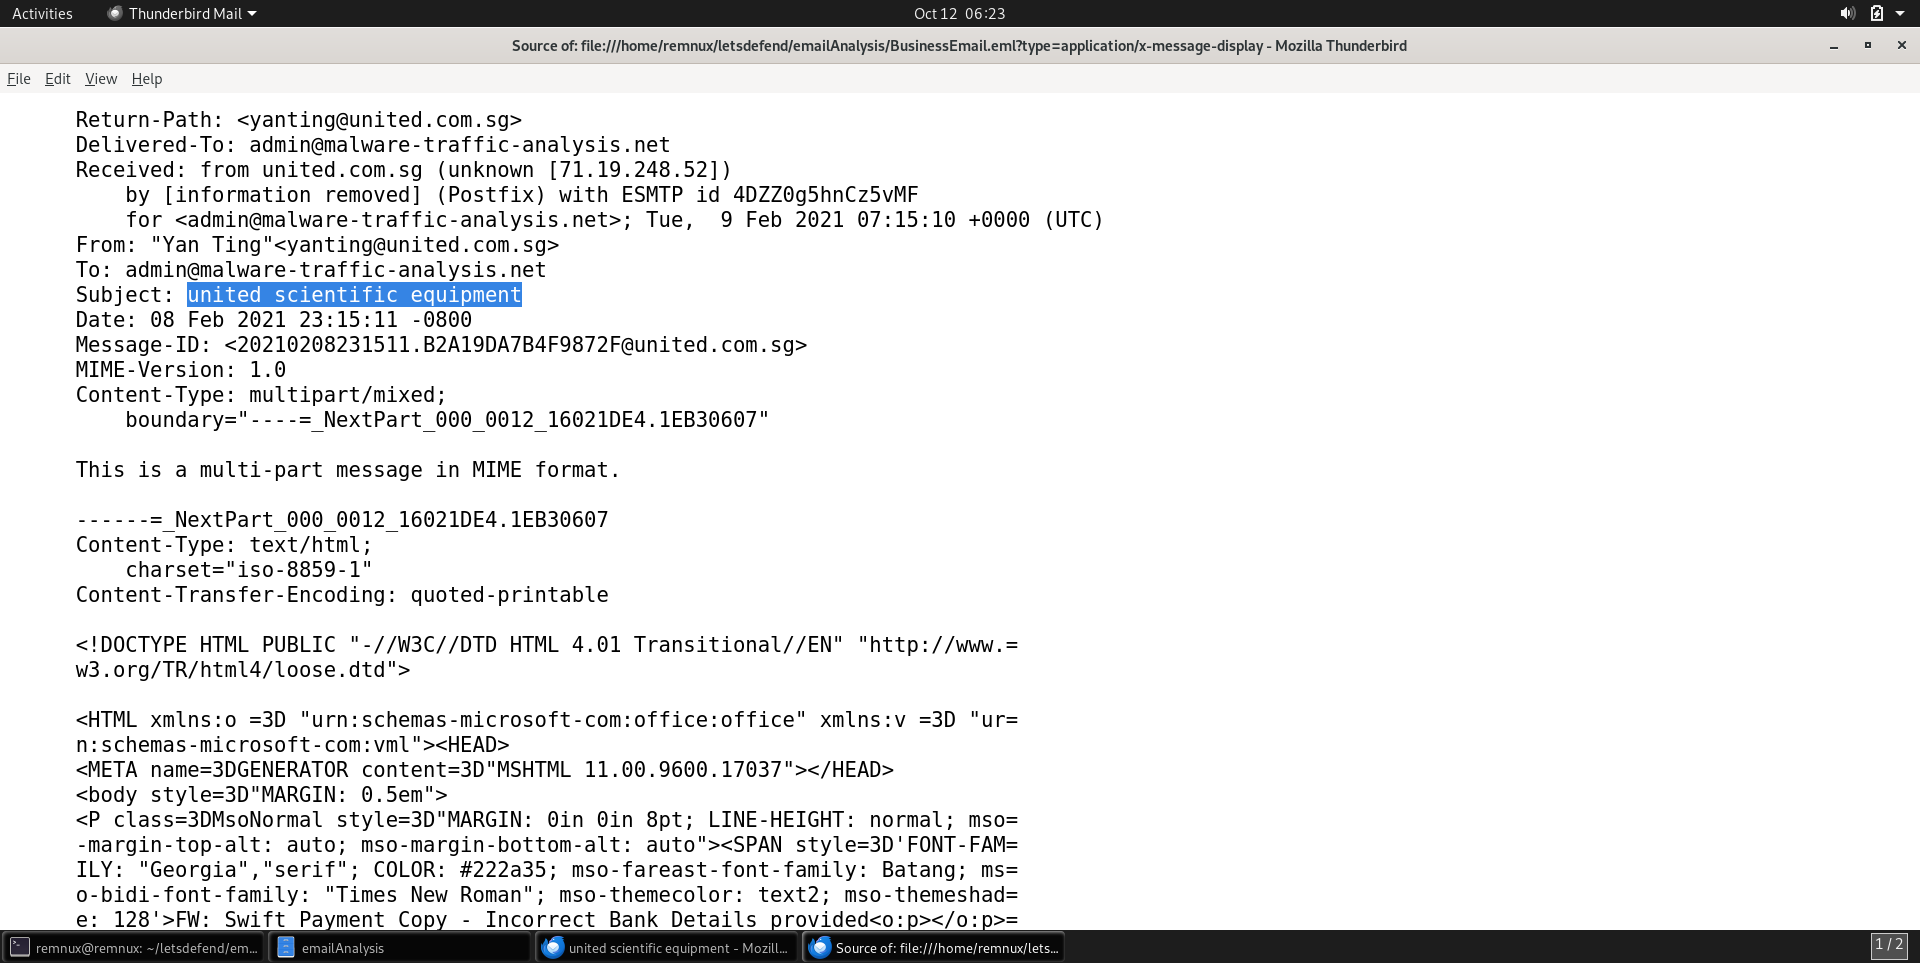 Activities Thunderbird Mail Oct 12 06:23
Source of: file:///home/remnux/letsdefend/emailAnalysis/BusinessEmail.eml?type=application/x-message-display - Mozilla Thunderbird
File Edit View Help
Return-Path: <yanting@united.com.sg>
Delivered-To: admin@malware-traffic-analysis.net
Received: from united.com.sg (unknown [71.19.248.52])
    by [information removed] (Postfix) with ESMTP id 4DZZ0g5hnCz5vMF
    for <admin@malware-traffic-analysis.net>; Tue,  9 Feb 2021 07:15:10 +0000 (UTC)
From: "Yan Ting"<yanting@united.com.sg>
To: admin@malware-traffic-analysis.net
Subject: united scientific equipment
Date: 08 Feb 2021 23:15:11 -0800
Message-ID: <20210208231511.B2A19DA7B4F9872F@united.com.sg>
MIME-Version: 1.0
Content-Type: multipart/mixed;
    boundary="----=_NextPart_000_0012_16021DE4.1EB30607"
This is a multi-part message in MIME format.
------=_NextPart_000_0012_16021DE4.1EB30607
Content-Type: text/html;
    charset="iso-8859-1"
Content-Transfer-Encoding: quoted-printable
<!DOCTYPE HTML PUBLIC "-//W3C//DTD HTML 4.01 Transitional//EN" "http://www.=
w3.org/TR/html4/loose.dtd">
<HTML xmlns:o =3D "urn:schemas-microsoft-com:office:office" xmlns:v =3D "ur=
n:schemas-microsoft-com:vml"><HEAD>
<META name=3DGENERATOR content=3D"MSHTML 11.00.9600.17037"></HEAD>
<body style=3D"MARGIN: 0.5em">
<P class=3DMsoNormal style=3D"MARGIN: 0in 0in 8pt; LINE-HEIGHT: normal; mso=
-margin-top-alt: auto; mso-margin-bottom-alt: auto"><SPAN style=3D'FONT-FAM=
ILY: "Georgia","serif"; COLOR: #222a35; mso-fareast-font-family: Batang; ms=
o-bidi-font-family: "Times New Roman"; mso-themecolor: text2; mso-themeshad=
e: 128'>FW: Swift Payment Copy - Incorrect Bank Details provided<o:p></o:p>=
remnux@remnux: ~/letsdefend/em... emailAnalysis united scientific equipment - Mozill... Source of: file:///home/remnux/lets... 1 / 2